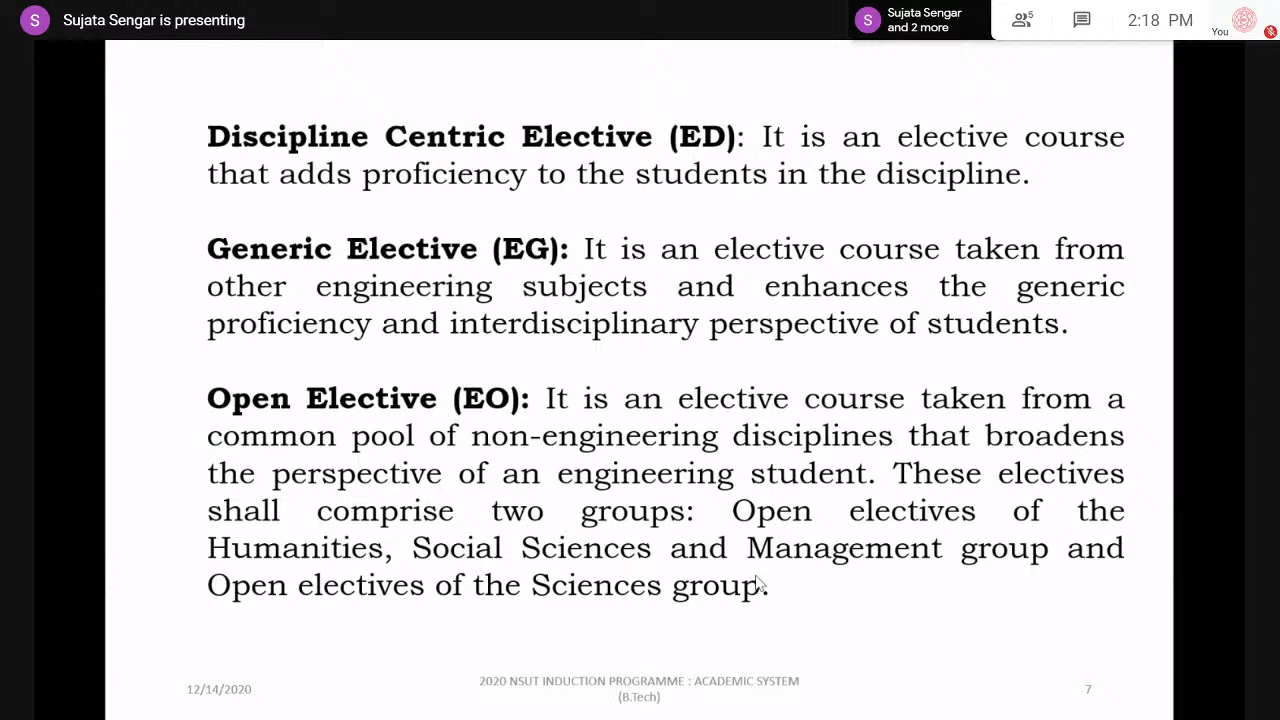 S Sujata Sengar is presenting
S Sujata Sengar
and 2 more
5
2:18 PM
You
Discipline Centric Elective (ED): It is an elective course
that adds proficiency to the students in the discipline.
Generic Elective (EG): It is an elective course taken from
other engineering subjects and enhances the generic
proficiency and interdisciplinary perspective of students.
Open Elective (EO): It is an elective course taken from a
common pool of non-engineering disciplines that broadens
the perspective of an engineering student. These electives
shall comprise two groups: Open electives of the
Humanities, Social Sciences and Management group and
Open electives of the Sciences group.
12/14/2020
2020 NSUT INDUCTION PROGRAMME : ACADEMIC SYSTEM
(B.Tech)
7